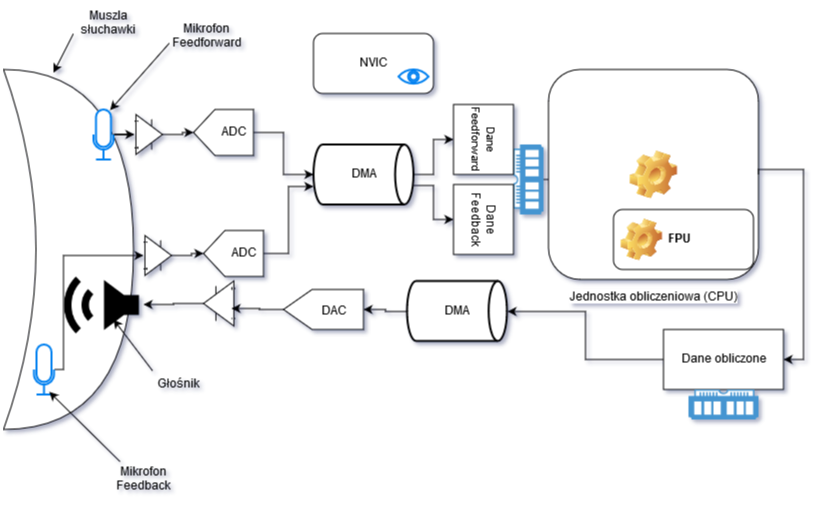 Muszla
słuchawki
Mikrofon
Feedforward
NVIC
ADC
DMA
Dane
Feedforward
Dane
Feedback
FPU
ADC
Jednostka obliczeniowa (CPU)
DAC
DMA
Dane obliczone
Głośnik
Mikrofon
Feedback